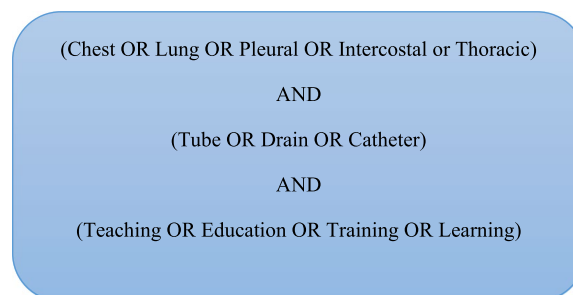 (Chest OR Lung OR Pleural OR Intercostal or Thoracic)
AND
(Tube OR Drain OR Catheter)
AND
(Teaching OR Education OR Training OR Learning)